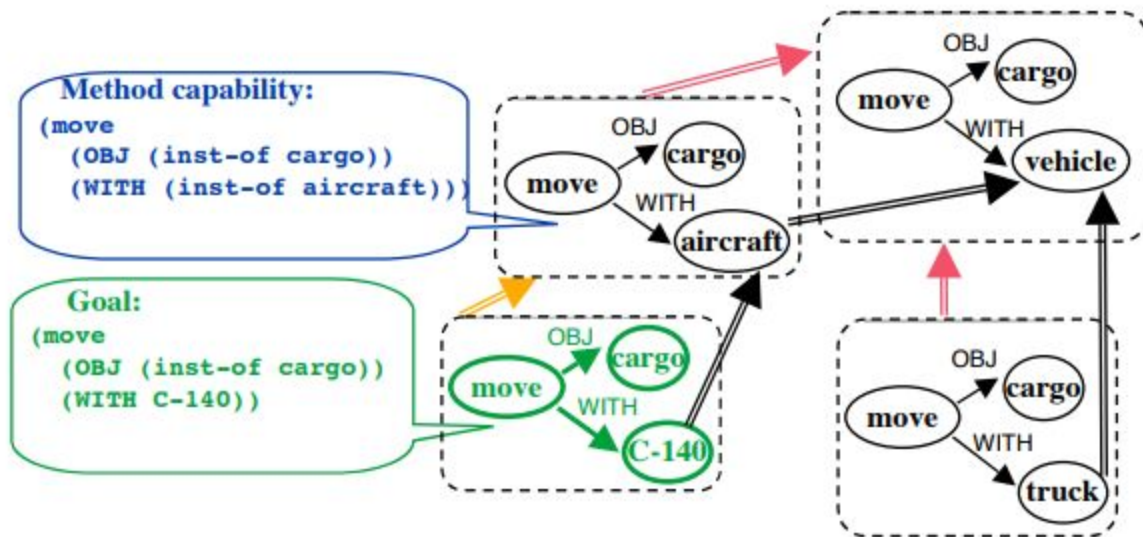 Method capability:
(move
(OBJ (inst-of cargo))
(WITH (inst-of aircraft)))
Goal:
(move
(OBJ (inst-of cargo))
(WITH C-140))
OBJ
cargo
move
WITH
aircraft
OBJ
cargo
move
WITH
vehicle
OBJ
cargo
move
WITH
C-140
OBJ
cargo
move
WITH
truck